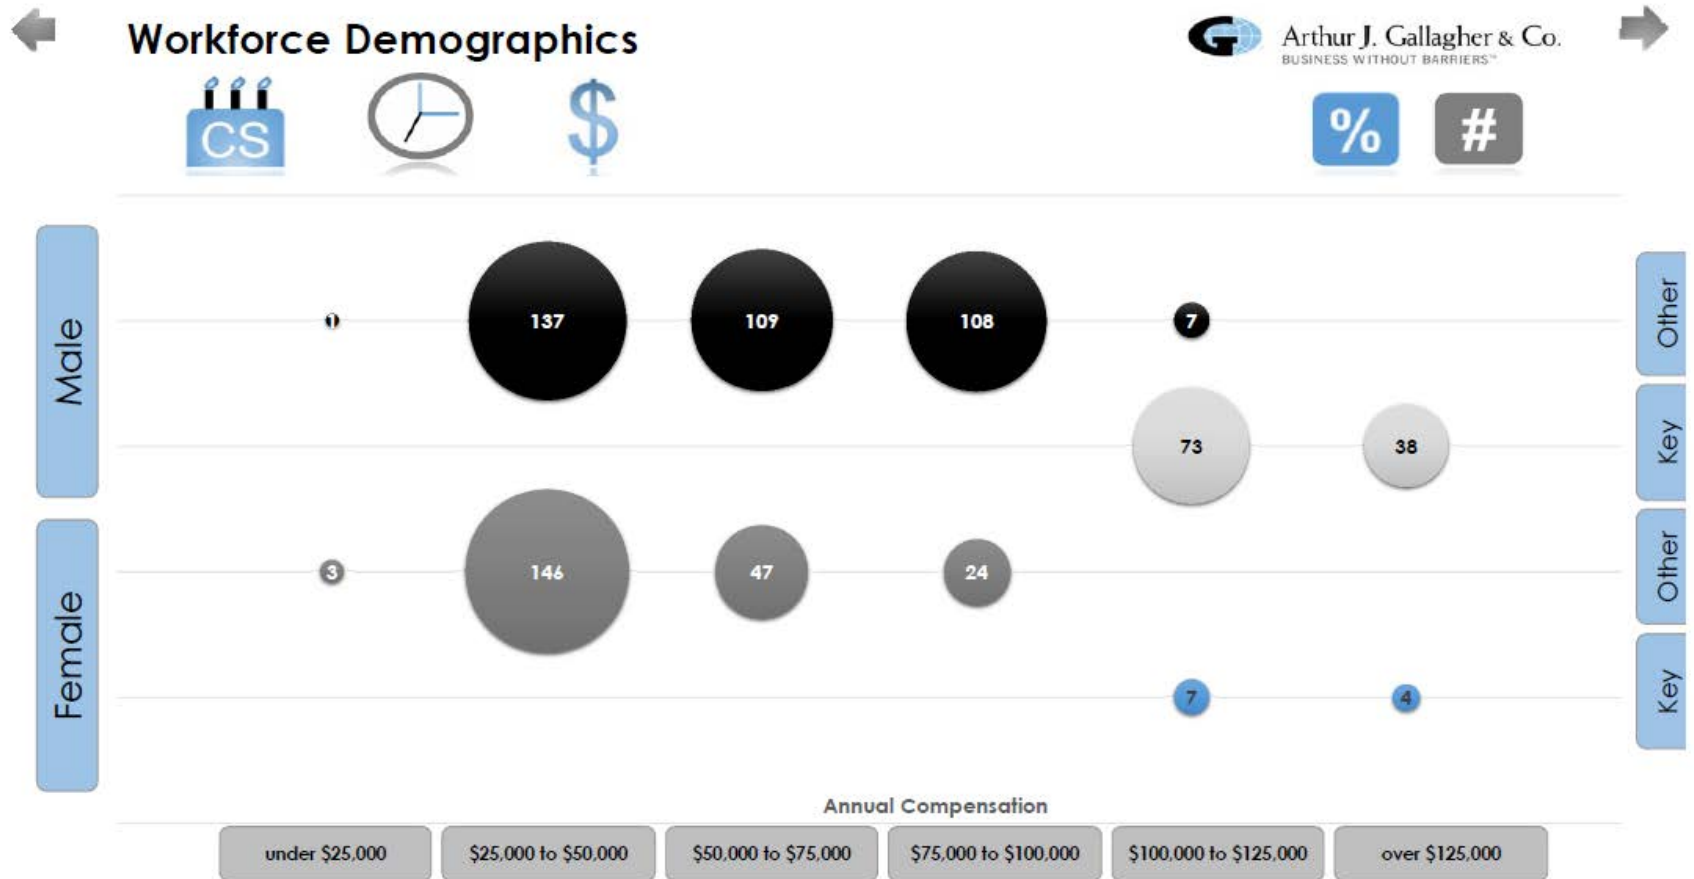 Workforce Demographics
Arthur J. Gallagher & Co.
BUSINESS WITHOUT BARRIERS™
CS
$
%
#
Male
Other
1
137
109
108
7
Key
73
38
Female
Other
3
146
47
24
Key
7
4
Annual Compensation
under $25,000
$25,000 to $50,000
$50,000 to $75,000
$75,000 to $100,000
$100,000 to $125,000
over $125,000